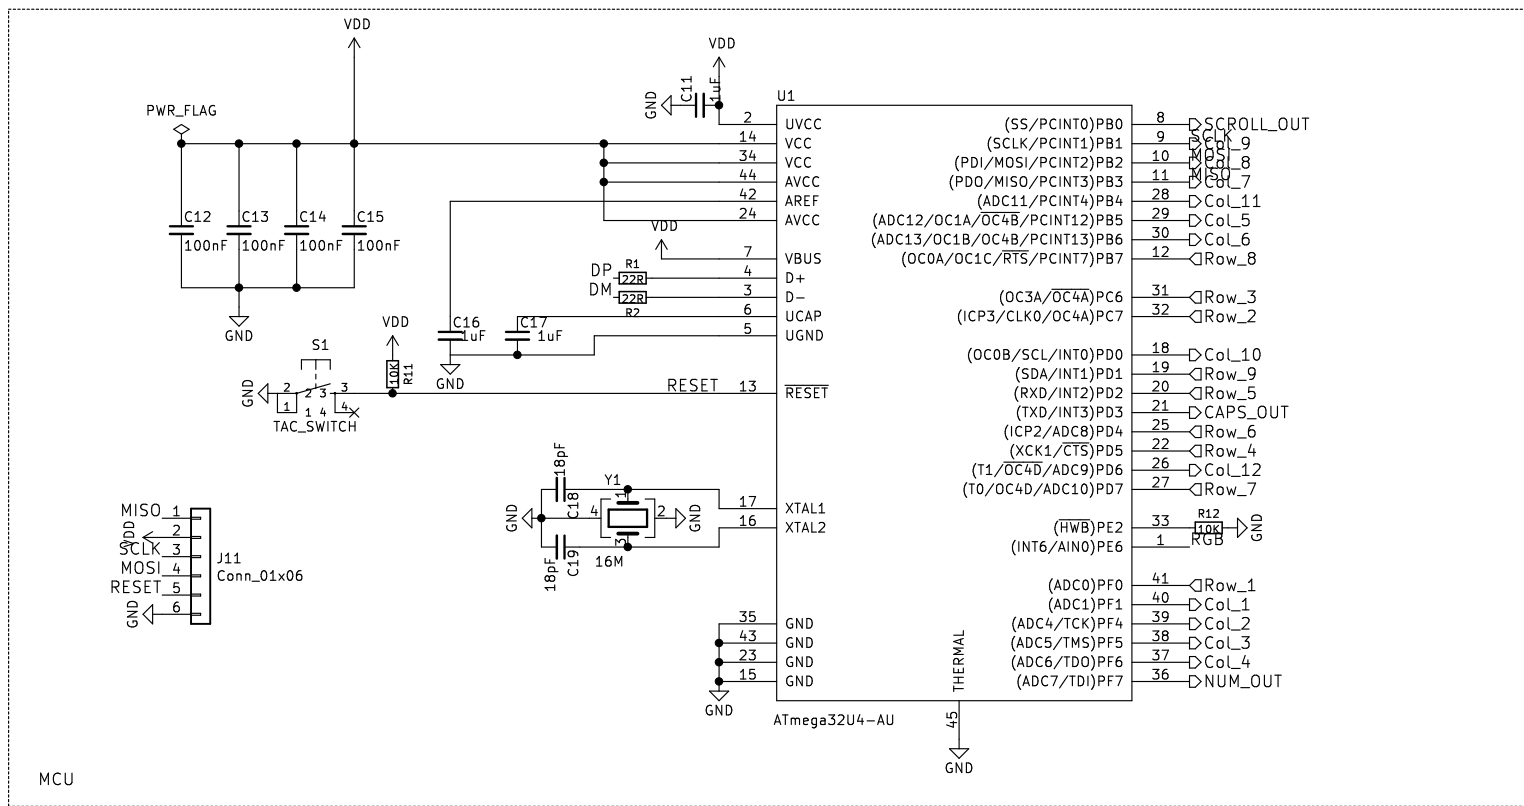 VDD
PWR_FLAG
C12
100nF
C13
100nF
C14
100nF
C15
100nF
GND
VDD
GND
C11
1uF
U1
2 UVCC
14 VCC
34 VCC
44 AVCC
42 AREF
24 AVCC
VDD
7 VBUS
DP R1 22R 4 D+
DM 22R R2 3 D-
6 UCAP
5 UGND
C16
1uF
C17
1uF
GND
VDD
10K
R11
S1
GND
2 2 3 3
1 1 4 4
TAC_SWITCH
RESET 13 RESET
18pF
C18
Y1
1
GND
4 2
GND
3
18pF
C19
16M
17 XTAL1
16 XTAL2
MISO 1
VDD 2
SCLK 3
MOSI 4
RESET 5
GND 6
J11
Conn_01x06
35 GND
43 GND
23 GND
15 GND
GND
(SS/PCINT0)PB0 8 SCROLL_OUT
SCLK
(SCLK/PCINT1)PB1 9 Col_9
MOSI
(PDI/MOSI/PCINT2)PB2 10 Col_8
MISO
(PDO/MISO/PCINT3)PB3 11 Col_7
(ADC11/PCINT4)PB4 28 Col_11
(ADC12/OC1A/OC4B/PCINT12)PB5 29 Col_5
(ADC13/OC1B/OC4B/PCINT13)PB6 30 Col_6
(OC0A/OC1C/RTS/PCINT7)PB7 12 Row_8
(OC3A/OC4A)PC6 31 Row_3
(ICP3/CLK0/OC4A)PC7 32 Row_2
(OC0B/SCL/INT0)PD0 18 Col_10
(SDA/INT1)PD1 19 Row_9
(RXD/INT2)PD2 20 Row_5
(TXD/INT3)PD3 21 CAPS_OUT
(ICP2/ADC8)PD4 25 Row_6
(XCK1/CTS)PD5 22 Row_4
(T1/OC4D/ADC9)PD6 26 Col_12
(T0/OC4D/ADC10)PD7 27 Row_7
(HWB)PE2 33 R12 10K GND
(INT6/AIN0)PE6 1 RGB
(ADC0)PF0 41 Row_1
(ADC1)PF1 40 Col_1
(ADC4/TCK)PF4 39 Col_2
(ADC5/TMS)PF5 38 Col_3
(ADC6/TDO)PF6 37 Col_4
(ADC7/TDI)PF7 36 NUM_OUT
THERMAL
45
GND
ATmega32U4-AU
MCU